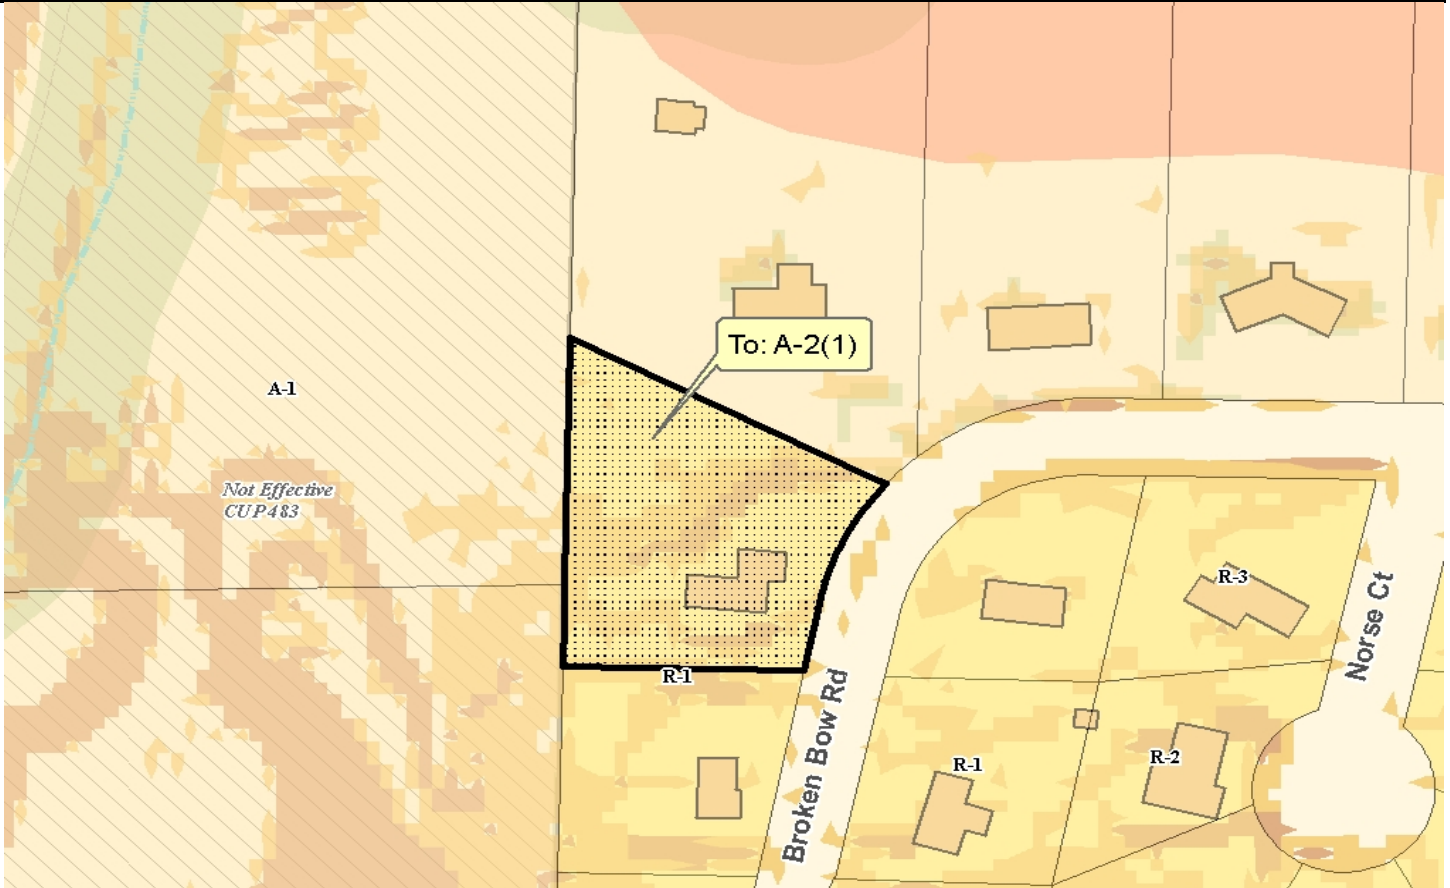 To: A-2(1)
A-1
Not Effective
CUP483
R-3
Norse Ct
R-1
Broken Bow Rd
R-1
R-2